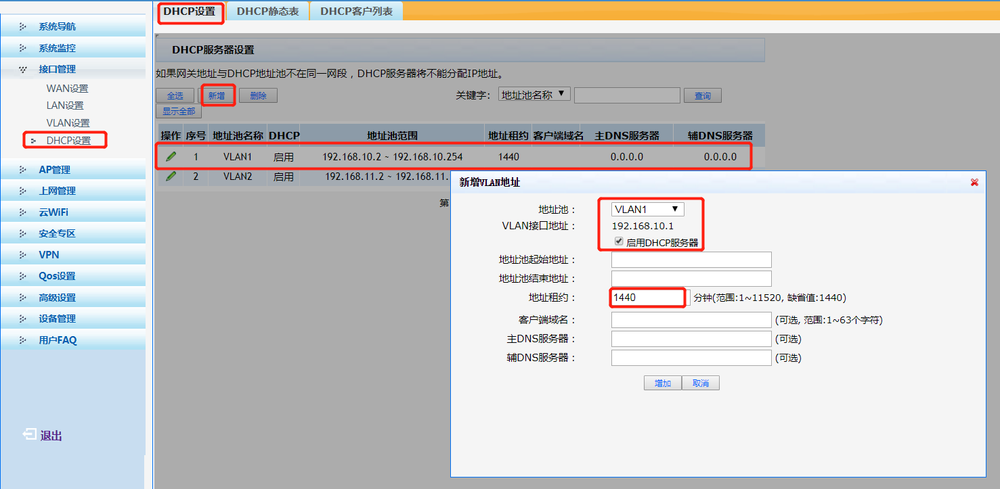 DHCP设置 DHCP静态表 DHCP客户列表
系统导航
系统监控
接口管理
WAN设置
LAN设置
VLAN设置
DHCP设置
AP管理
上网管理
云WiFi
安全专区
VPN
Qos设置
高级设置
设备管理
用户FAQ
退出
DHCP服务器设置
如果网关地址与DHCP地址池不在同一网段，DHCP服务器将不能分配IP地址。
全选 新增 删除 关键字： 地址池名称 查询
显示全部
操作 序号 地址池名称 DHCP 地址池范围 地址租约 客户端域名 主DNS服务器 辅DNS服务器
1 VLAN1 启用 192.168.10.2 ~ 192.168.10.254 1440 0.0.0.0 0.0.0.0
2 VLAN2 启用 192.168.11.2 ~ 192.168.11.
第
新增VLAN地址
地址池： VLAN1
VLAN接口地址： 192.168.10.1
启用DHCP服务器
地址池起始地址：
地址池结束地址：
地址租约： 1440 分钟(范围:1~11520, 缺省值:1440)
客户端域名： (可选, 范围:1~63个字符)
主DNS服务器： (可选)
辅DNS服务器： (可选)
增加 取消